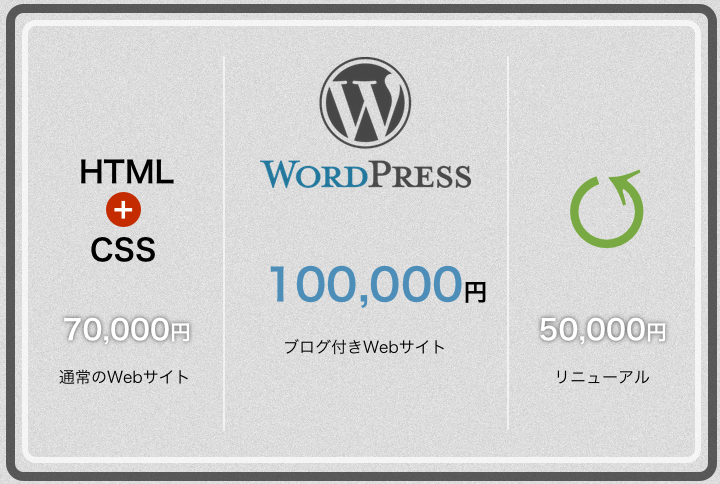 HTML
+
CSS
70,000円
通常のWebサイト
WORDPRESS
100,000円
ブログ付きWebサイト
50,000円
リニューアル